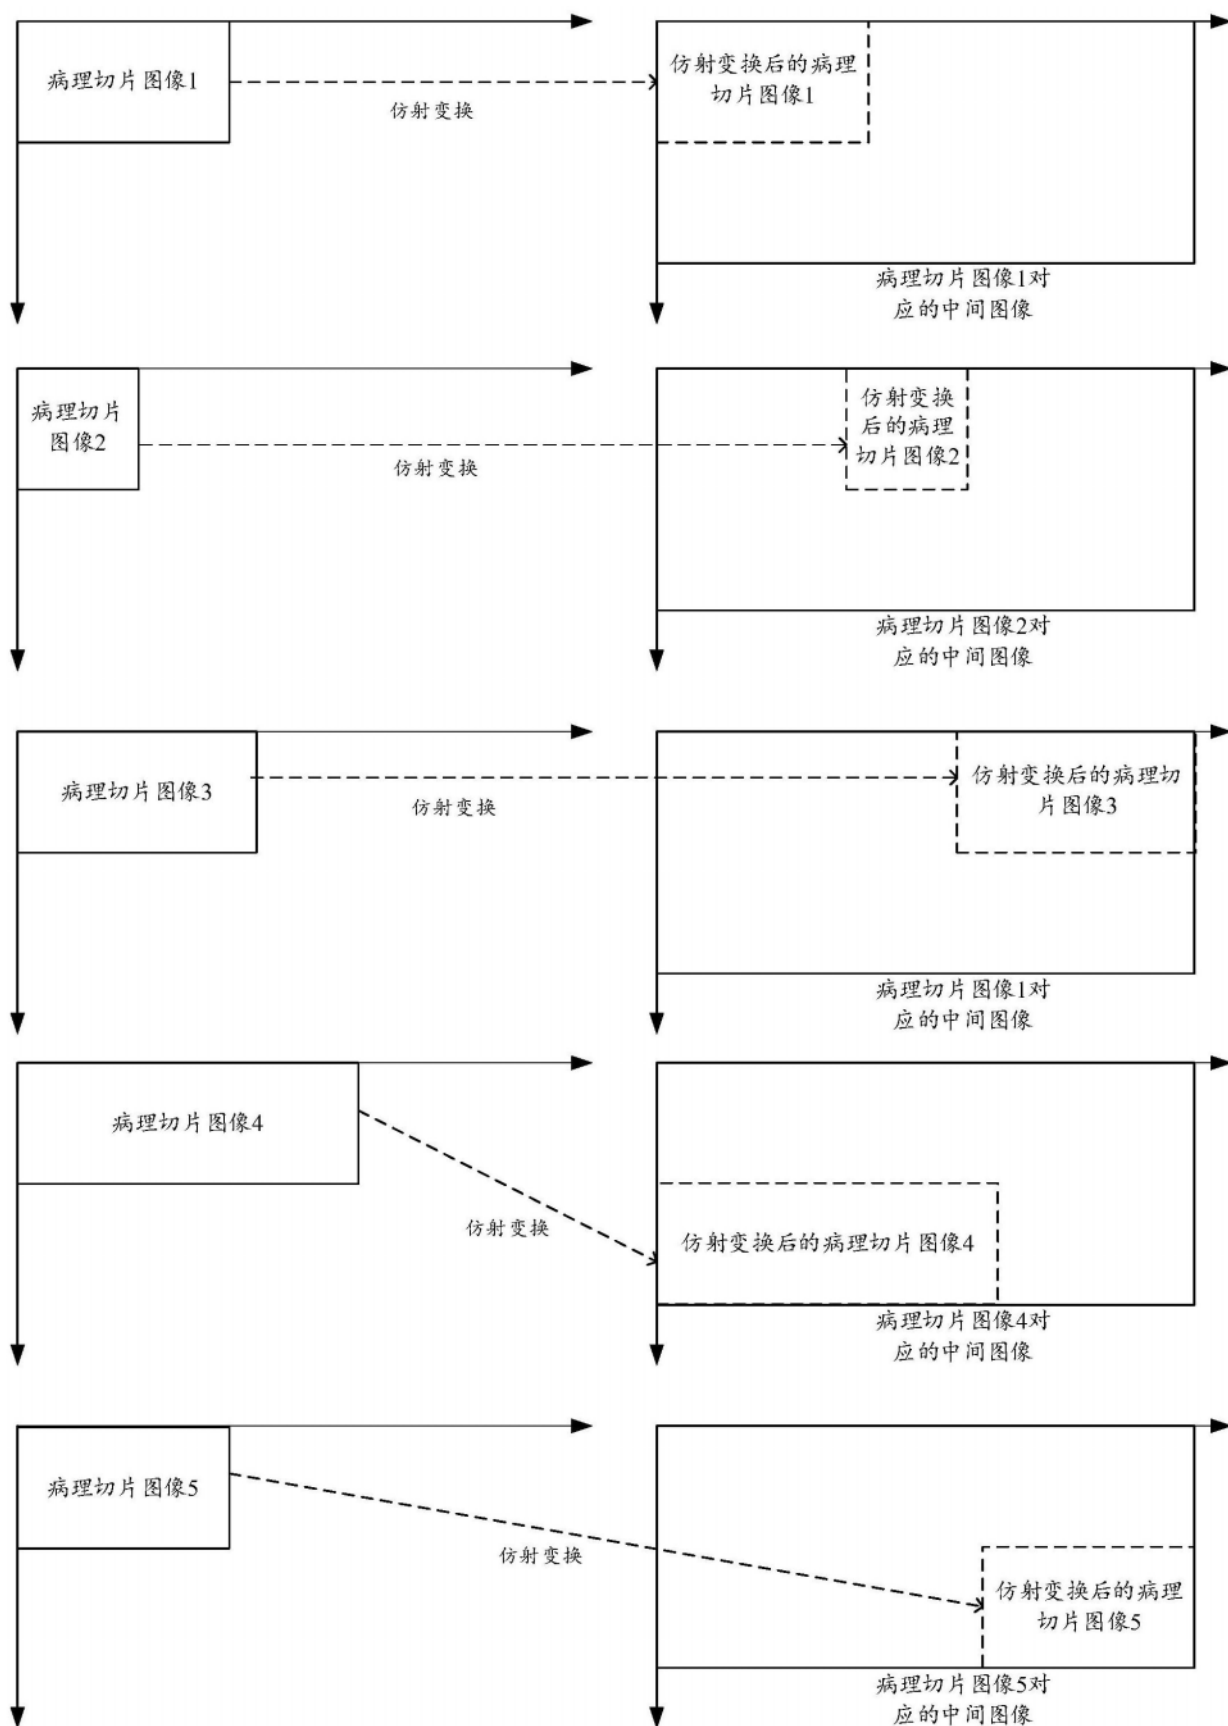 病理切片图像1
仿射变换
仿射变换后的病理
切片图像1
病理切片图像1对
应的中间图像
病理切片
图像2
仿射变换
仿射变换
后的病理
切片图像2
病理切片图像2对
应的中间图像
病理切片图像3
仿射变换
仿射变换后的病理切
片图像3
病理切片图像1对
应的中间图像
病理切片图像4
仿射变换
仿射变换后的病理切片图像4
病理切片图像4对
应的中间图像
病理切片图像5
仿射变换
仿射变换后的病理
切片图像5
病理切片图像5对
应的中间图像